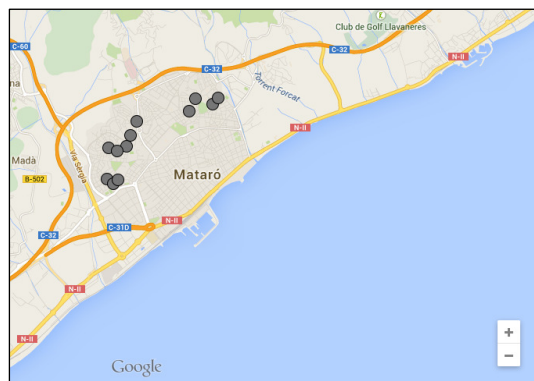 C-60
Club de Golf Llavaneres
C-32
C-32
na
Torrent Forcat
N-II
Via Sèrgia
Madà
B-502
Mataró
N-II
C-31D
C-32
N-II
N-II
Google
+
−